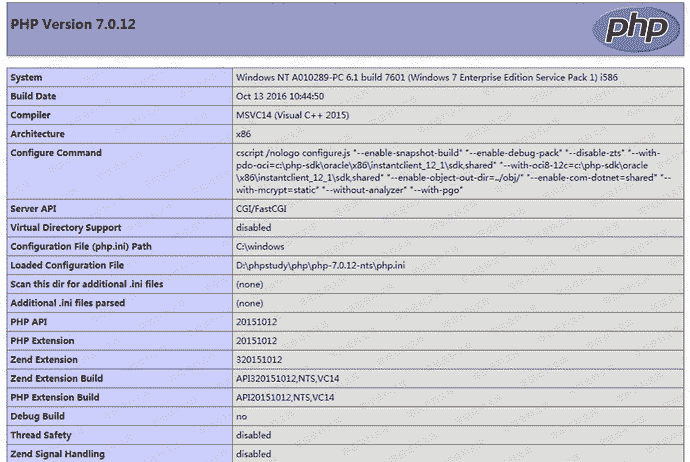 PHP Version 7.0.12
php
System Windows NT A010289-PC 6.1 build 7601 (Windows 7 Enterprise Edition Service Pack 1) i586
Build Date Oct 13 2016 10:44:50
Compiler MSVC14 (Visual C++ 2015)
Architecture x86
Configure Command cscript /nologo configure.js "--enable-snapshot-build" "--enable-debug-pack" "--disable-zts" "--with-
pdo-oci=c:\php-sdk\oracle\x86\instantclient_12_1\sdk,shared" "--with-oci8-12c=c:\php-sdk\oracle
\x86\instantclient_12_1\sdk,shared" "--enable-object-out-dir=../obj/" "--enable-com-dotnet=shared" "--
with-mcrypt=static" "--without-analyzer" "--with-pgo"
Server API CGI/FastCGI
Virtual Directory Support disabled
Configuration File (php.ini) Path C:\windows
Loaded Configuration File D:\phpstudy\php\php-7.0.12-nts\php.ini
Scan this dir for additional .ini files (none)
Additional .ini files parsed (none)
PHP API 20151012
PHP Extension 20151012
Zend Extension 320151012
Zend Extension Build API320151012,NTS,VC14
PHP Extension Build API20151012,NTS,VC14
Debug Build no
Thread Safety disabled
Zend Signal Handling disabled